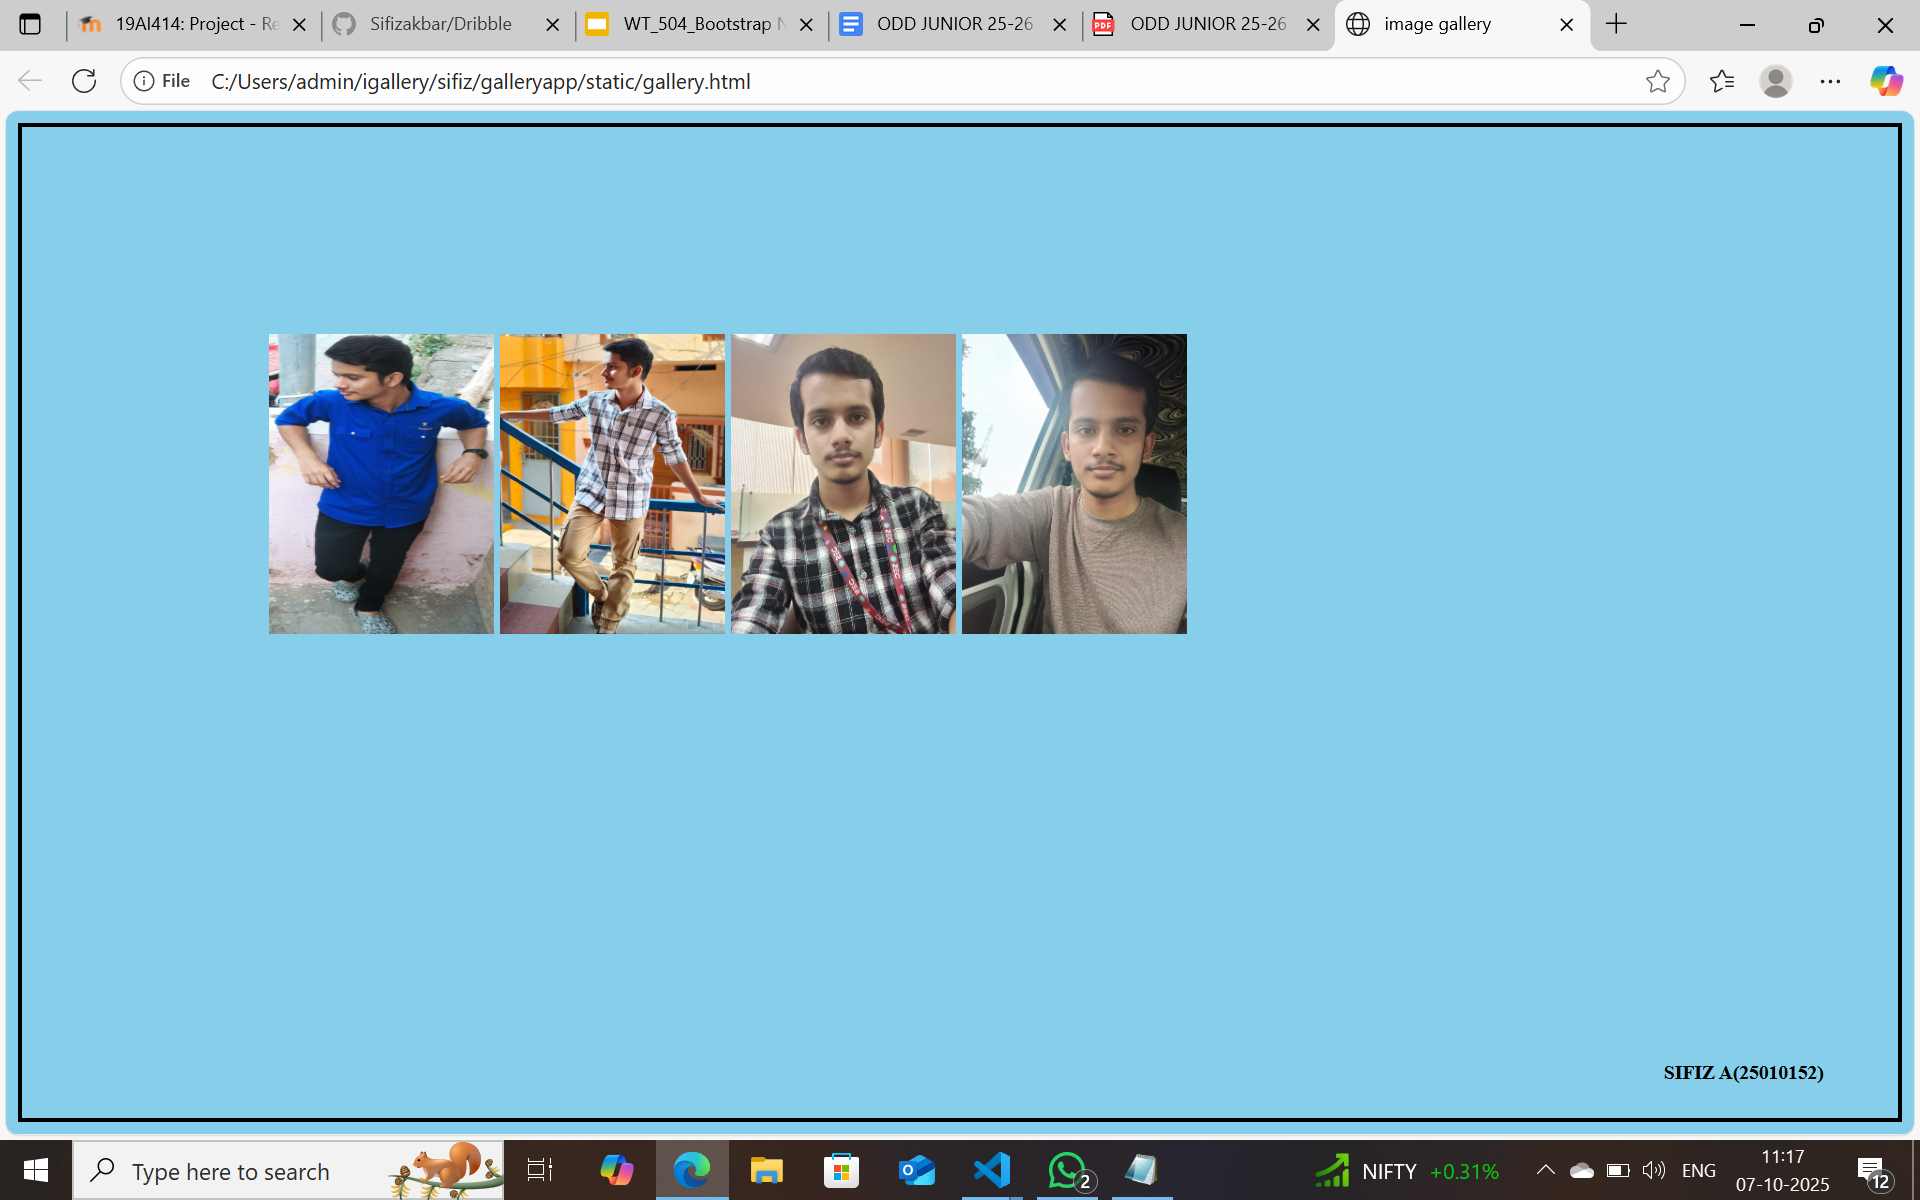 19AI414: Project - Re
Sifizakbar/Dribble
WT_504_Bootstrap N
ODD JUNIOR 25-26
ODD JUNIOR 25-26
image gallery
File
C:/Users/admin/igallery/sifiz/galleryapp/static/gallery.html
SIFIZ A(25010152)
Type here to search
2
NIFTY +0.31%
ENG
11:17
07-10-2025
12